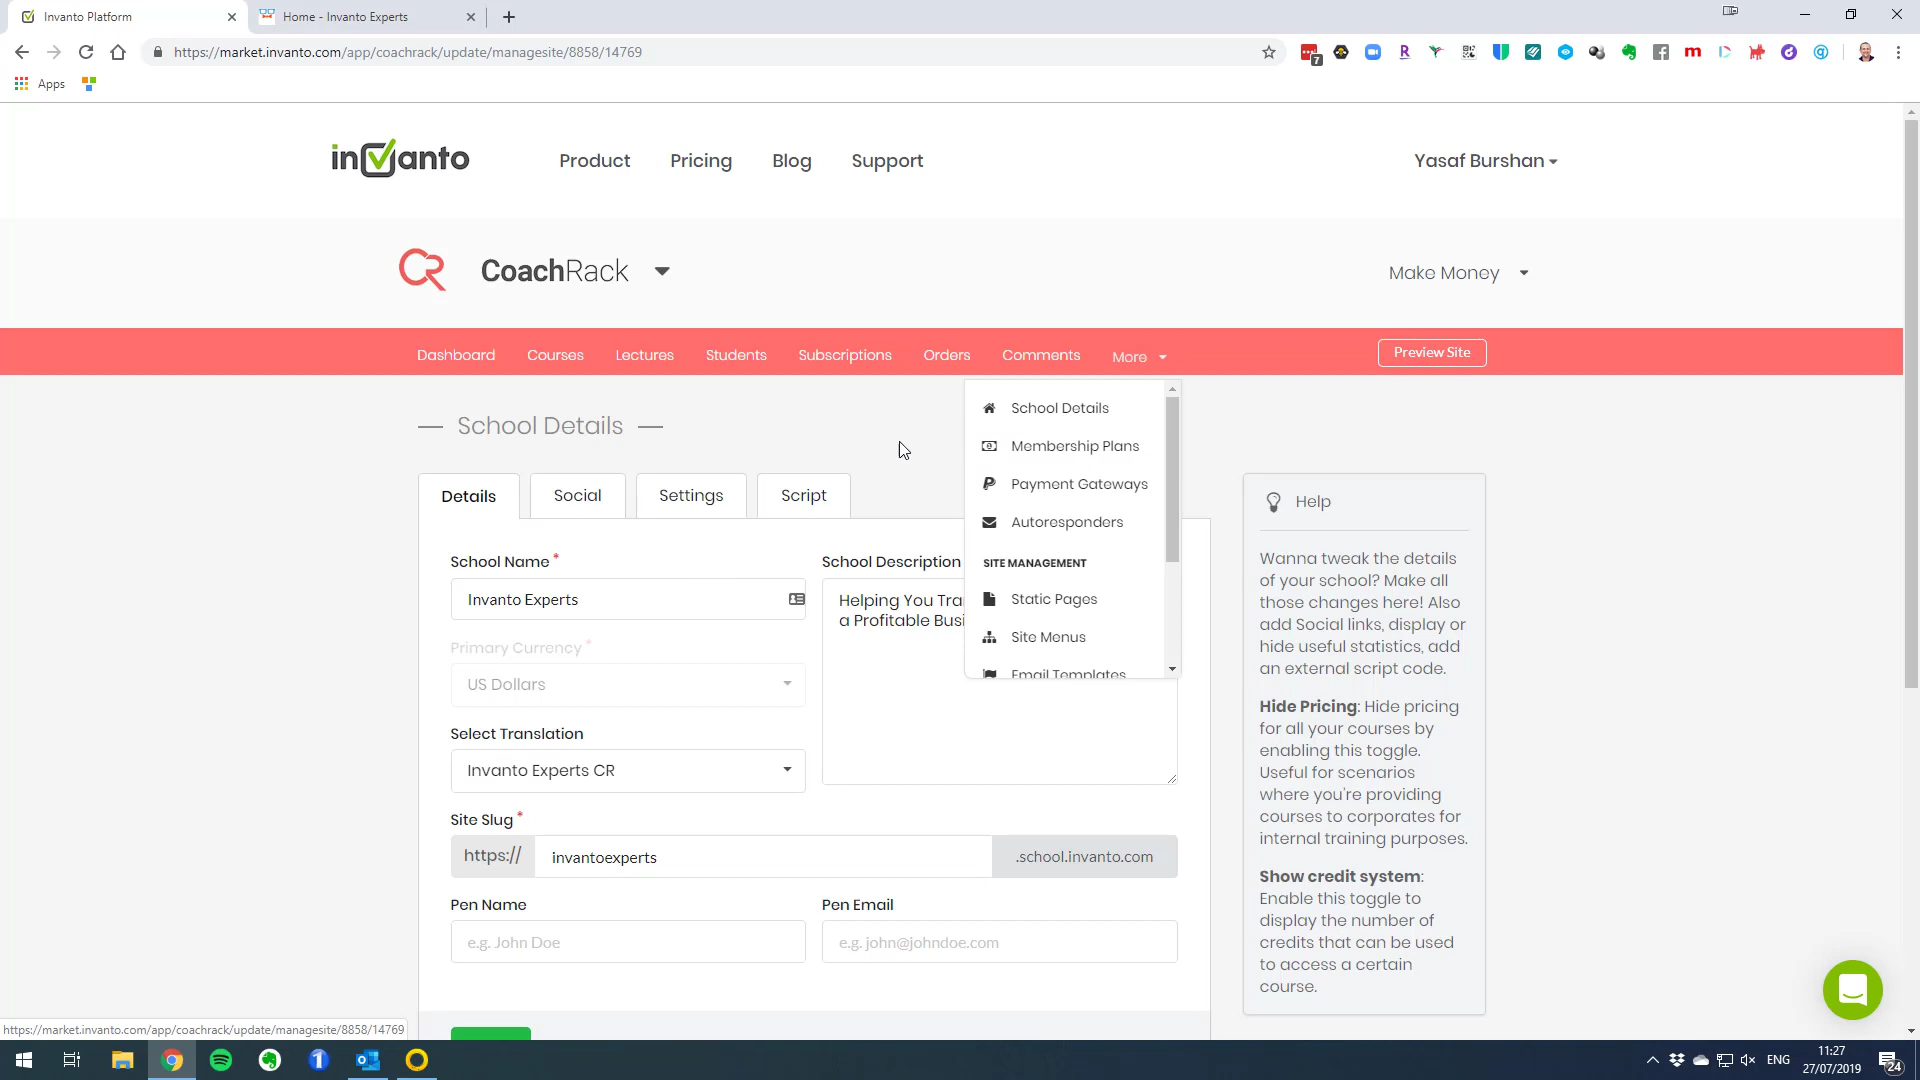 Invanto Platform
Home - Invanto Experts
https://market.invanto.com/app/coachrack/update/managesite/8858/14769
7
Apps
invanto
Product
Pricing
Blog
Support
Yasaf Burshan
CR
CoachRack
Make Money
Dashboard
Courses
Lectures
Students
Subscriptions
Orders
Comments
More
Preview Site
School Details
Membership Plans
Payment Gateways
Autoresponders
SITE MANAGEMENT
Static Pages
Site Menus
Email Templates
School Details
Details
Social
Settings
Script
School Name *
Invanto Experts
School Description
Helping You Tra
a Profitable Busi
Primary Currency *
US Dollars
Select Translation
Invanto Experts CR
Site Slug *
https://
invantoexperts
.school.invanto.com
Pen Name
e.g. John Doe
Pen Email
e.g. john@johndoe.com
Help
Wanna tweak the details
of your school? Make all
those changes here! Also
add Social links, display or
hide useful statistics, add
an external script code.
Hide Pricing: Hide pricing
for all your courses by
enabling this toggle.
Useful for scenarios
where you're providing
courses to corporates for
internal training purposes.
Show credit system:
Enable this toggle to
display the number of
credits that can be used
to access a certain
course.
https://market.invanto.com/app/coachrack/update/managesite/8858/14769
ENG
11:27
27/07/2019
24